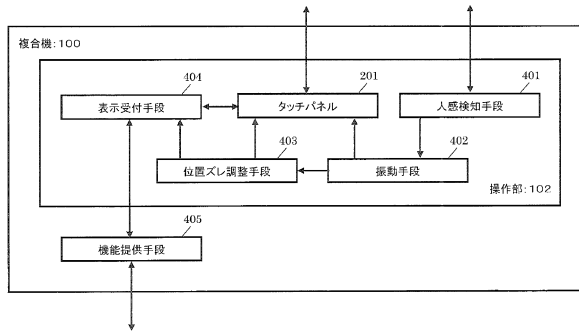 複合機:100
404
201
401
表示受付手段
タッチパネル
人感検知手段
403
402
位置ズレ調整手段
振動手段
操作部:102
405
機能提供手段